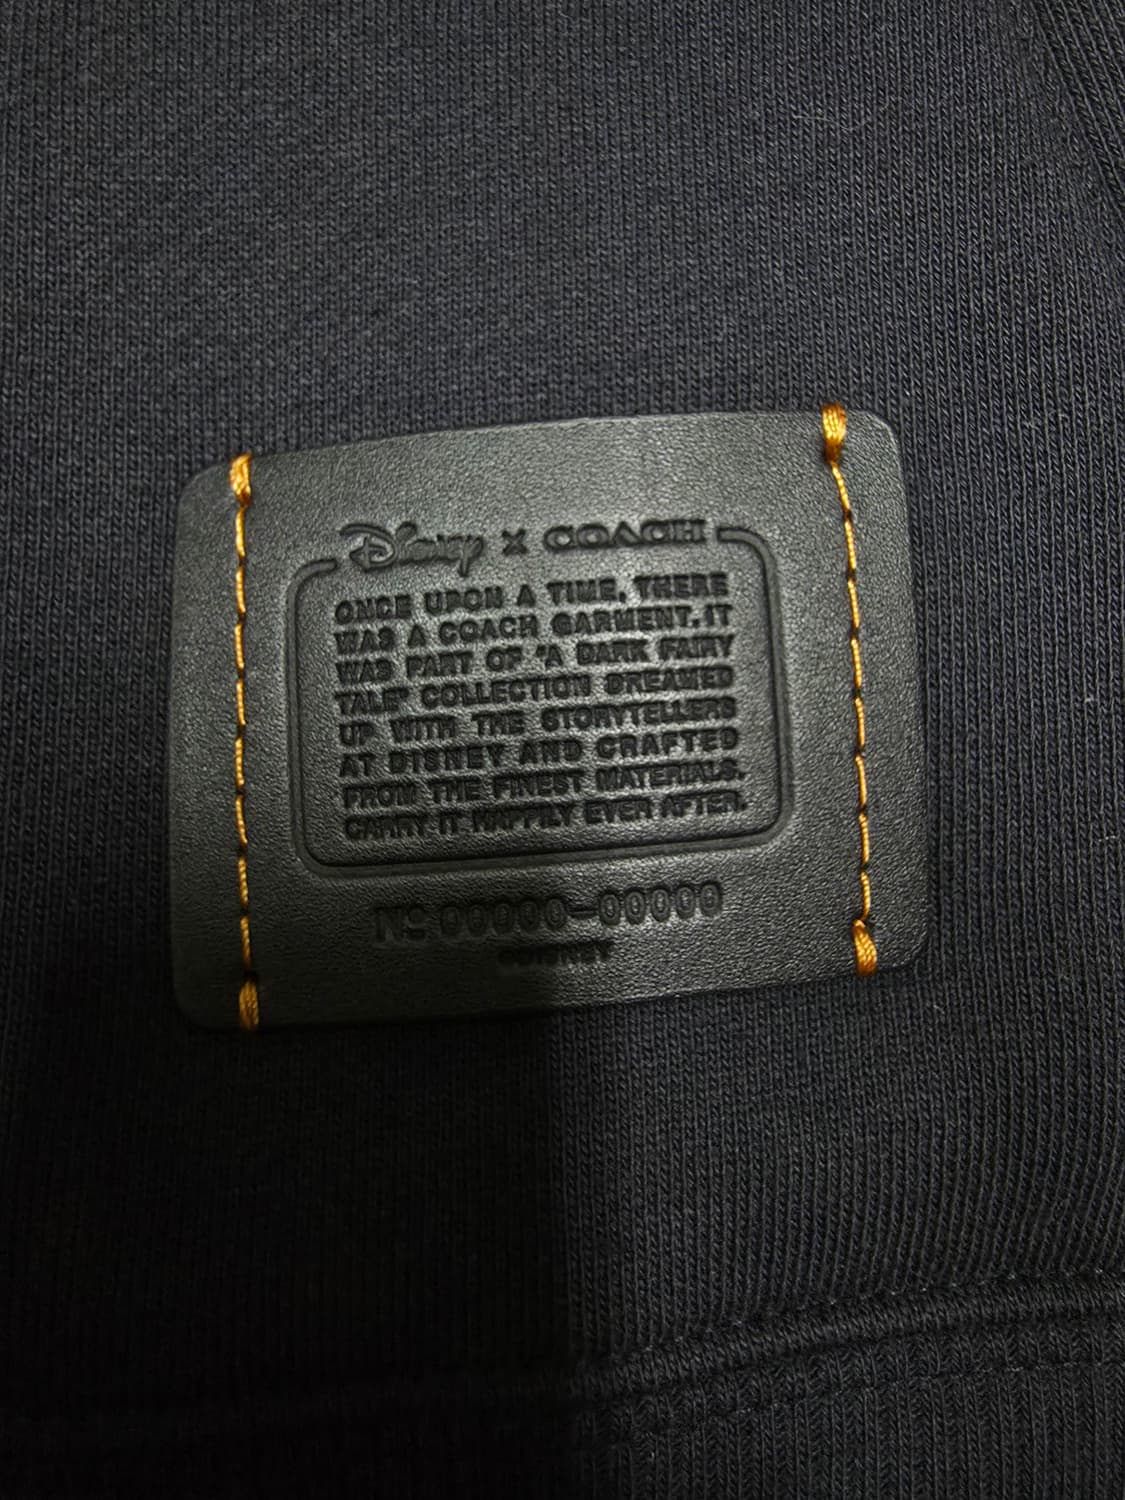 Disney x COACH
ONCE UPON A TIME, THERE
WAS A COACH GARMENT. IT
WAS PART OF "A DARK FAIRY
TALE" COLLECTION DREAMED
UP WITH THE STORYTELLERS
AT DISNEY AND CRAFTED
FROM THE FINEST MATERIALS.
CARRY IT HAPPILY EVER AFTER.
Nº 00000-00000
©DISNEY